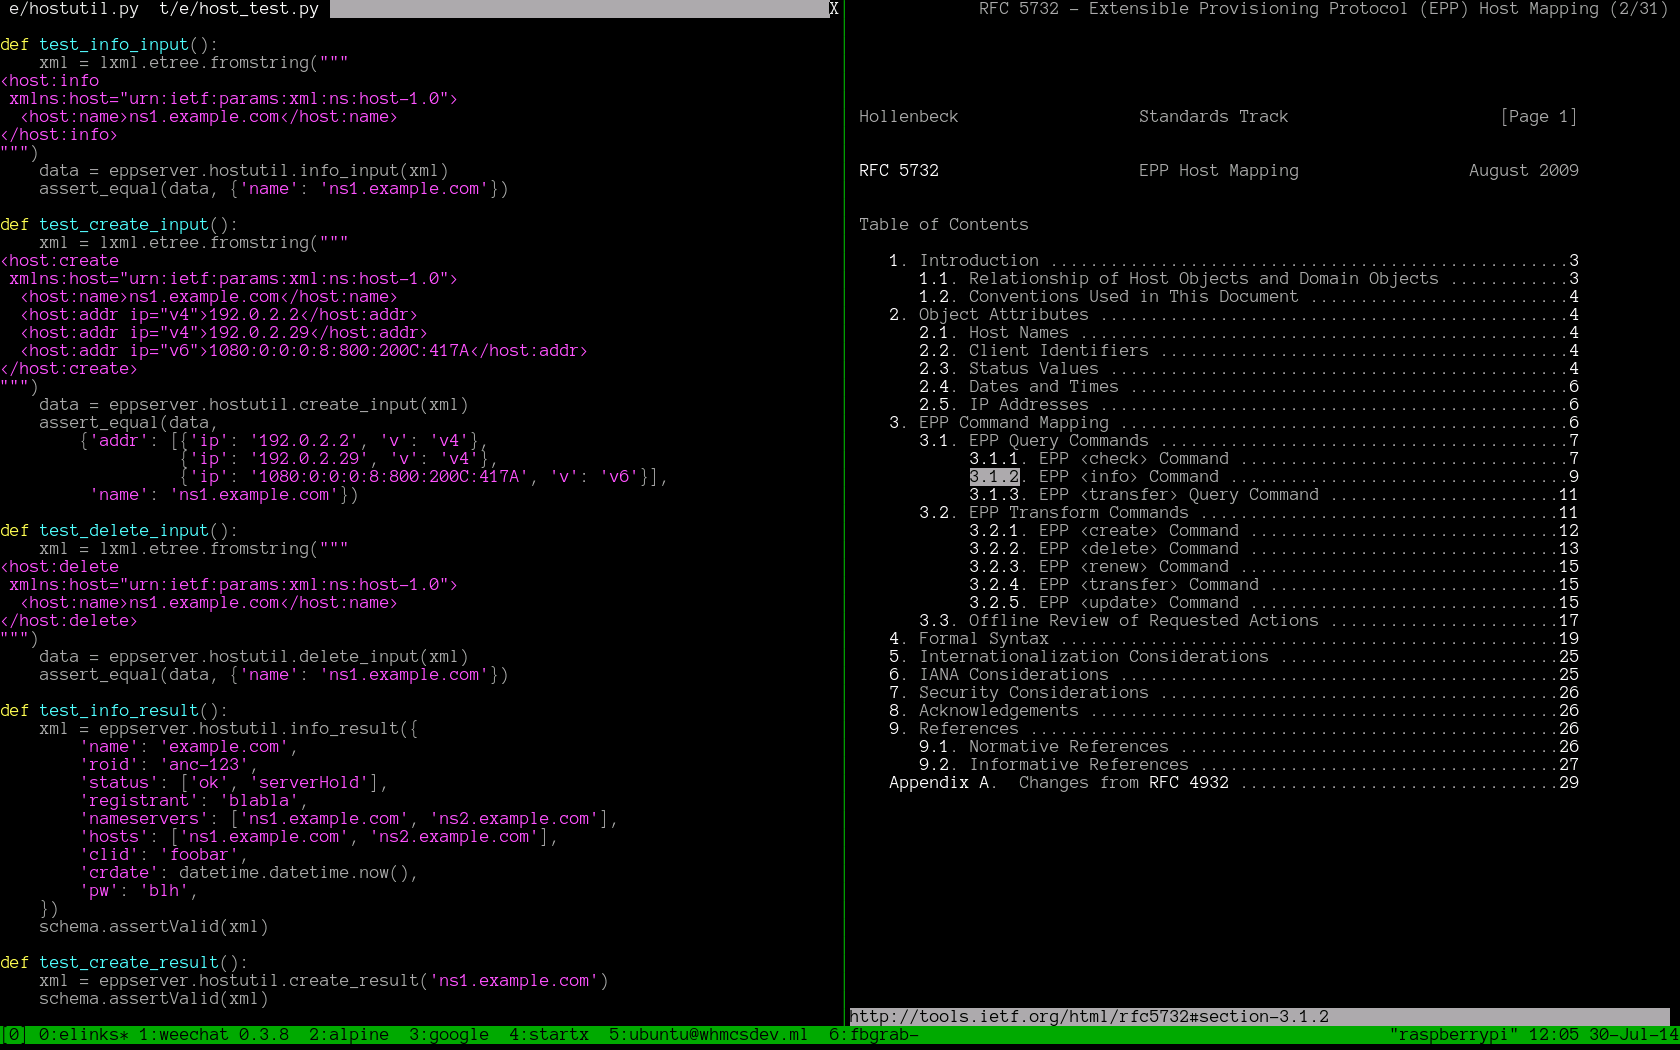 e/hostutil.py  t/e/host_test.py X
def test_info_input():
    xml = lxml.etree.fromstring("""
<host:info
 xmlns:host="urn:ietf:params:xml:ns:host-1.0">
  <host:name>ns1.example.com</host:name>
</host:info>
""")
    data = eppserver.hostutil.info_input(xml)
    assert_equal(data, {'name': 'ns1.example.com'})
def test_create_input():
    xml = lxml.etree.fromstring("""
<host:create
 xmlns:host="urn:ietf:params:xml:ns:host-1.0">
  <host:name>ns1.example.com</host:name>
  <host:addr ip="v4">192.0.2.2</host:addr>
  <host:addr ip="v4">192.0.2.29</host:addr>
  <host:addr ip="v6">1080:0:0:0:8:800:200C:417A</host:addr>
</host:create>
""")
    data = eppserver.hostutil.create_input(xml)
    assert_equal(data,
        {'addr': [{'ip': '192.0.2.2', 'v': 'v4'},
                  {'ip': '192.0.2.29', 'v': 'v4'},
                  {'ip': '1080:0:0:0:8:800:200C:417A', 'v': 'v6'}],
         'name': 'ns1.example.com'})
def test_delete_input():
    xml = lxml.etree.fromstring("""
<host:delete
 xmlns:host="urn:ietf:params:xml:ns:host-1.0">
  <host:name>ns1.example.com</host:name>
</host:delete>
""")
    data = eppserver.hostutil.delete_input(xml)
    assert_equal(data, {'name': 'ns1.example.com'})
def test_info_result():
    xml = eppserver.hostutil.info_result({
        'name': 'example.com',
        'roid': 'anc-123',
        'status': ['ok', 'serverHold'],
        'registrant': 'blabla',
        'nameservers': ['ns1.example.com', 'ns2.example.com'],
        'hosts': ['ns1.example.com', 'ns2.example.com'],
        'clid': 'foobar',
        'crdate': datetime.datetime.now(),
        'pw': 'blh',
    })
    schema.assertValid(xml)
def test_create_result():
    xml = eppserver.hostutil.create_result('ns1.example.com')
    schema.assertValid(xml)
RFC 5732 - Extensible Provisioning Protocol (EPP) Host Mapping (2/31)
Hollenbeck                  Standards Track                     [Page 1]
RFC 5732                    EPP Host Mapping                 August 2009
Table of Contents
   1. Introduction ....................................................3
      1.1. Relationship of Host Objects and Domain Objects ............3
      1.2. Conventions Used in This Document ..........................4
   2. Object Attributes ...............................................4
      2.1. Host Names .................................................4
      2.2. Client Identifiers .........................................4
      2.3. Status Values ..............................................4
      2.4. Dates and Times ............................................6
      2.5. IP Addresses ...............................................6
   3. EPP Command Mapping .............................................6
      3.1. EPP Query Commands .........................................7
           3.1.1. EPP <check> Command .................................7
           3.1.2. EPP <info> Command ..................................9
           3.1.3. EPP <transfer> Query Command .......................11
      3.2. EPP Transform Commands ....................................11
           3.2.1. EPP <create> Command ...............................12
           3.2.2. EPP <delete> Command ...............................13
           3.2.3. EPP <renew> Command ................................15
           3.2.4. EPP <transfer> Command .............................15
           3.2.5. EPP <update> Command ...............................15
      3.3. Offline Review of Requested Actions .......................17
   4. Formal Syntax ..................................................19
   5. Internationalization Considerations ............................25
   6. IANA Considerations ............................................25
   7. Security Considerations ........................................26
   8. Acknowledgements ...............................................26
   9. References .....................................................26
      9.1. Normative References ......................................26
      9.2. Informative References ....................................27
   Appendix A.  Changes from RFC 4932 ................................29
http://tools.ietf.org/html/rfc5732#section-3.1.2
[0] 0:elinks* 1:weechat 0.3.8  2:alpine  3:google  4:startx  5:ubuntu@whmcsdev.ml  6:fbgrab- "raspberrypi" 12:05 30-Jul-14